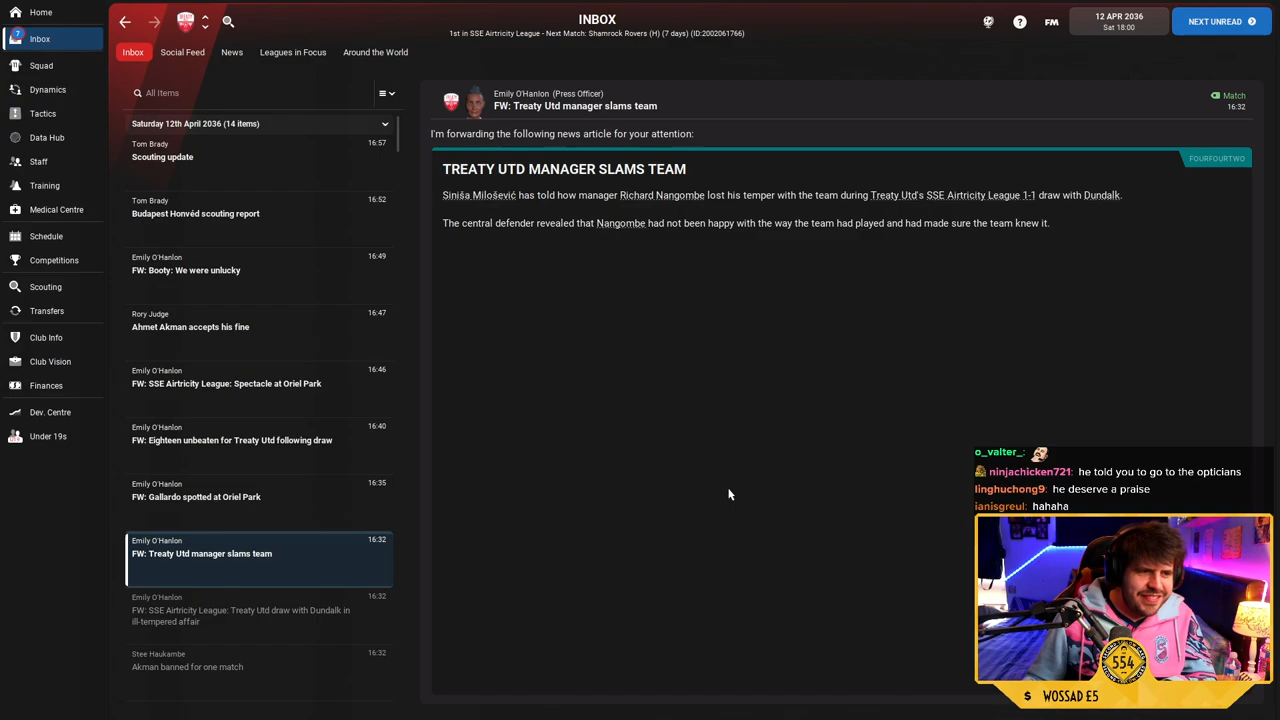 Home
INBOX
1st in SSE Airtricity League - Next Match: Shamrock Rovers (H) (7 days) (ID:2002061766)
FM
12 APR 2036
Sat 18:00
NEXT UNREAD
7
Inbox
Squad
Dynamics
Tactics
Data Hub
Staff
Training
Medical Centre
Schedule
Competitions
Scouting
Transfers
Club Info
Club Vision
Finances
Dev. Centre
Under 19s
Inbox
Social Feed
News
Leagues in Focus
Around the World
All Items
Saturday 12th April 2036 (14 items)
Tom Brady
16:57
Scouting update
Tom Brady
16:52
Budapest Honvéd scouting report
Emily O'Hanlon
16:49
FW: Booty: We were unlucky
Rory Judge
16:47
Ahmet Akman accepts his fine
Emily O'Hanlon
16:46
FW: SSE Airtricity League: Spectacle at Oriel Park
Emily O'Hanlon
16:40
FW: Eighteen unbeaten for Treaty Utd following draw
Emily O'Hanlon
16:35
FW: Gallardo spotted at Oriel Park
Emily O'Hanlon
16:32
FW: Treaty Utd manager slams team
Emily O'Hanlon
16:32
FW: SSE Airtricity League: Treaty Utd draw with Dundalk in
ill-tempered affair
Stee Haukambe
16:32
Akman banned for one match
Emily O'Hanlon (Press Officer)
FW: Treaty Utd manager slams team
Match
16:32
I'm forwarding the following news article for your attention:
FOURFOURTWO
TREATY UTD MANAGER SLAMS TEAM
Siniša Milošević has told how manager Richard Nangombe lost his temper with the team during Treaty Utd's SSE Airtricity League 1-1 draw with Dundalk.
The central defender revealed that Nangombe had not been happy with the way the team had played and had made sure the team knew it.
o_valter_:
ninjachicken721: he told you to go to the opticians
linghuchong9: he deserve a praise
ianisgreul: hahaha
554
$ WOSSAD £5